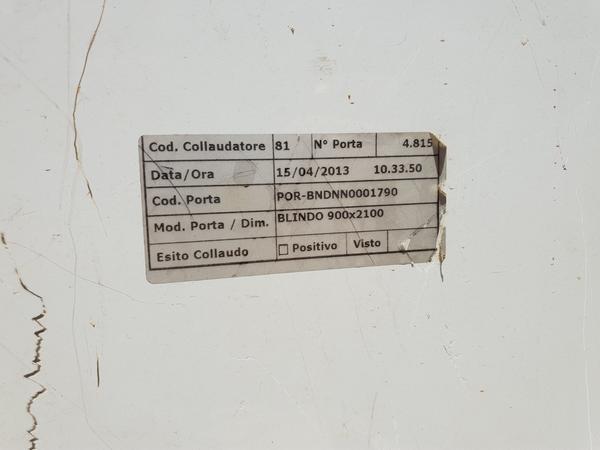 Cod. Collaudatore 81 N° Porta 4.815
Data/Ora 15/04/2013 10.33.50
Cod. Porta POR-BNDNN0001790
Mod. Porta / Dim. BLINDO 900x2100
Esito Collaudo □ Positivo Visto